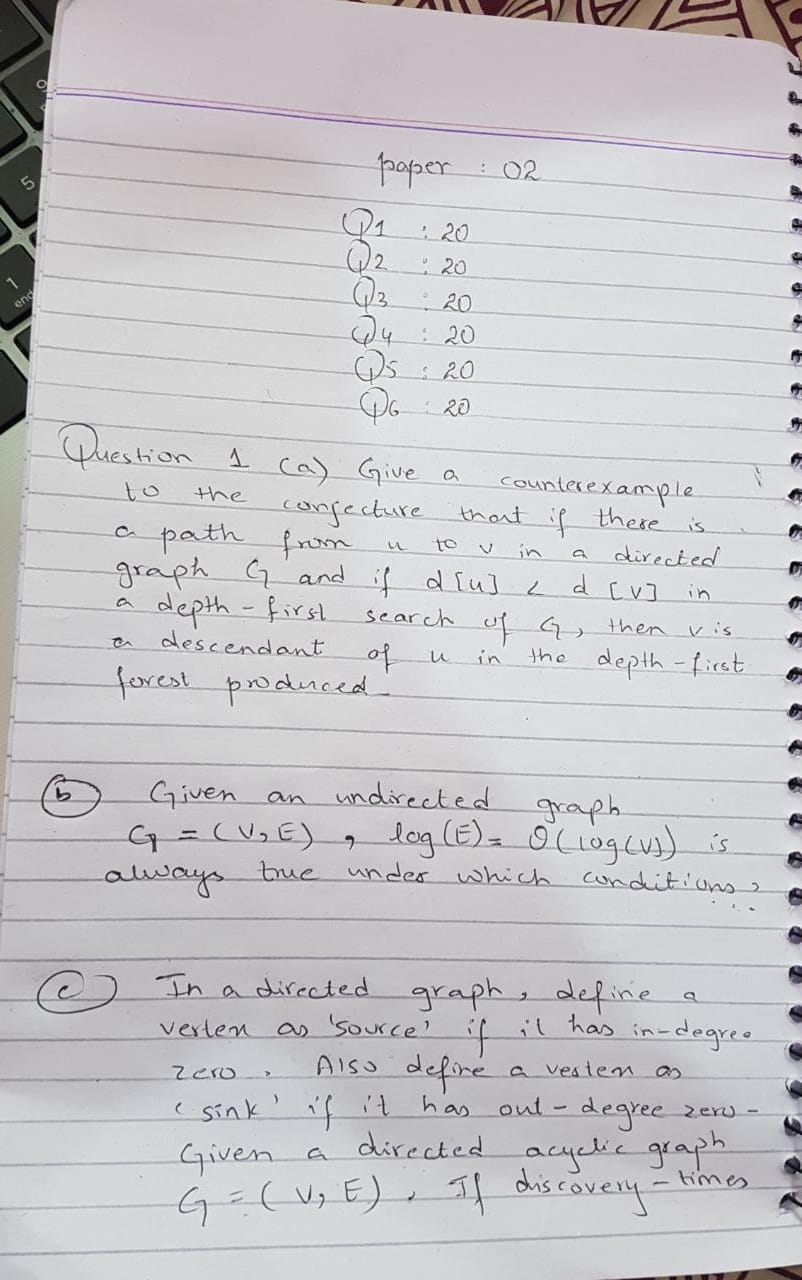 paper : 02
Q1 : 20
Q2 : 20
Q3 : 20
Q4 : 20
Q5 : 20
Q6 : 20
Question 1 (a) Give a counterexample
to the conjecture that if there is
a path from u to v in a directed
graph G and if d[u] < d[v] in
a depth-first search of G, then v is
a descendant of u in the depth-first
forest produced.
(b) Given an undirected graph
G = (V, E), log(E) = Θ(log(V)) is
always true under which conditions?
...
(c) In a directed graph, define a
vertex as 'source' if it has in-degree
zero. Also define a vertex as
'sink' if it has out-degree zero.
Given a directed acyclic graph
G = (V, E), If discovery-times
9
5
1
end